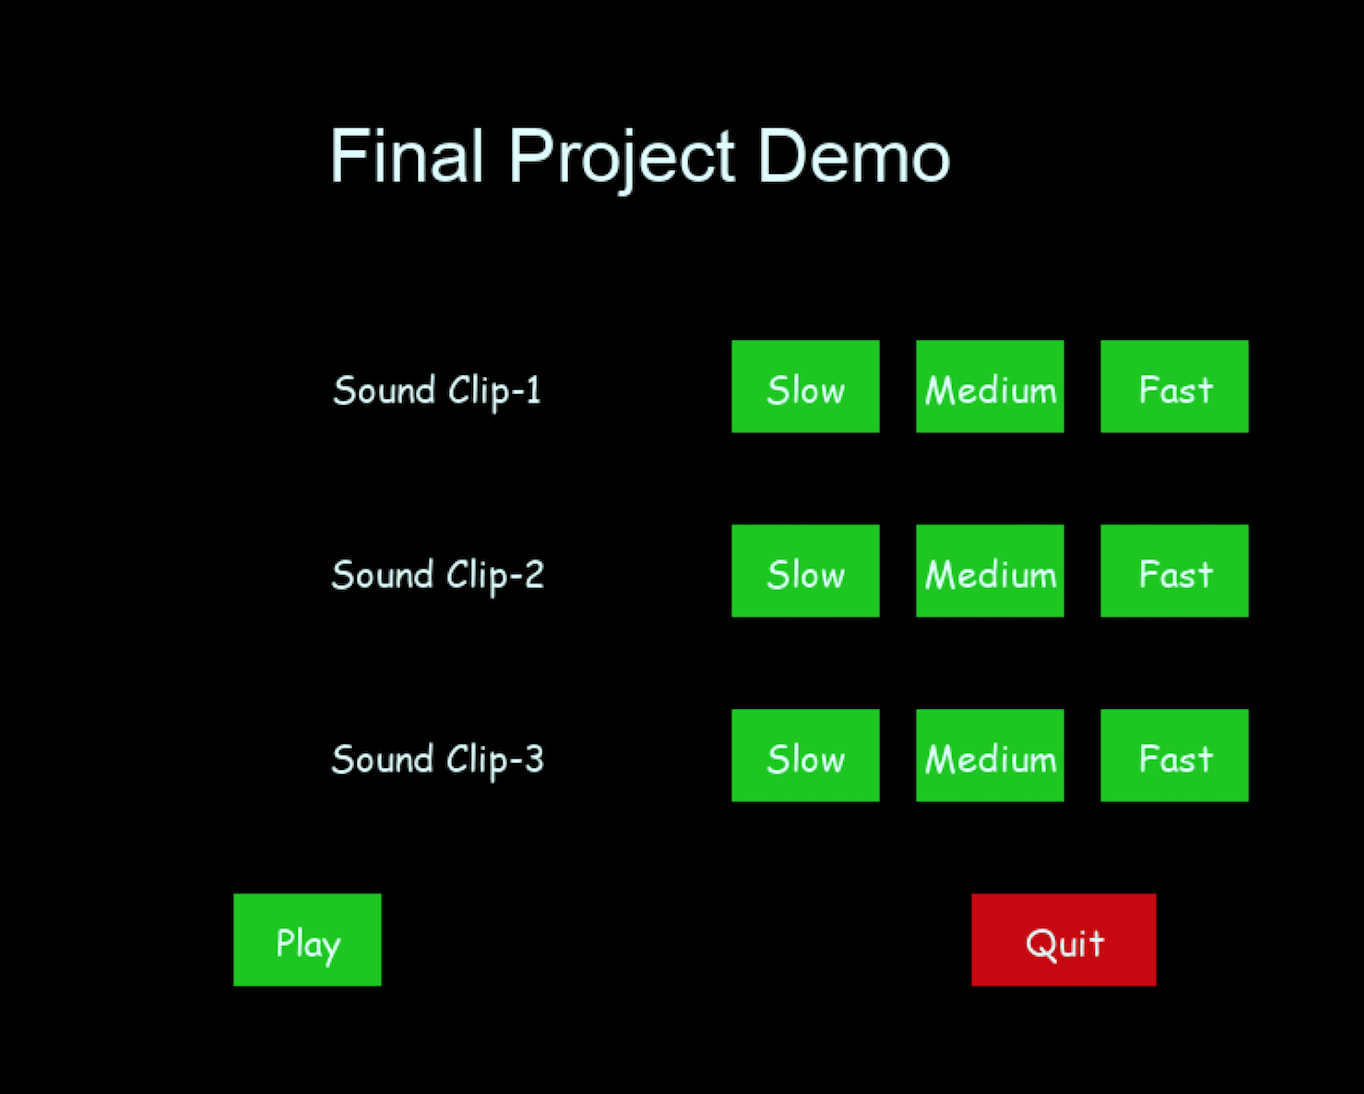 Final Project Demo
Sound Clip-1 Slow Medium Fast
Sound Clip-2 Slow Medium Fast
Sound Clip-3 Slow Medium Fast
Play Quit